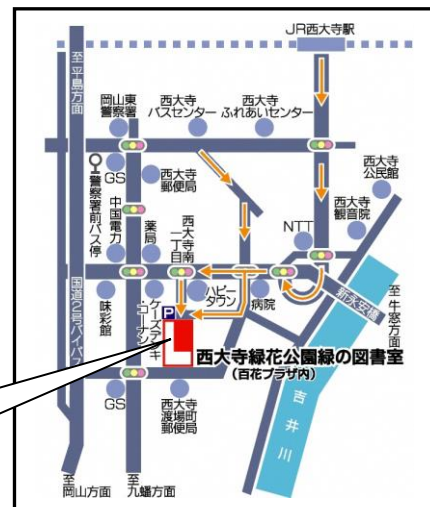 JR西大寺駅
至平島方面
岡山東
警察署
西大寺
バスセンター
西大寺
ふれあいセンター
西大寺
公民館
警察署前バス停
GS
西大寺
郵便局
西大寺
観音院
中国電力
薬局
西大寺南
一丁目
NTT
至牛窓方面
国道2号バイパス
味彩館
ケーズデンキ
・コーナン
ハピー
タウン
病院
新永安橋
P
西大寺緑花公園緑の図書室
(百花プラザ内)
GS
西大寺
渡場町
郵便局
吉井川
至
岡山方面
至
九蟠方面